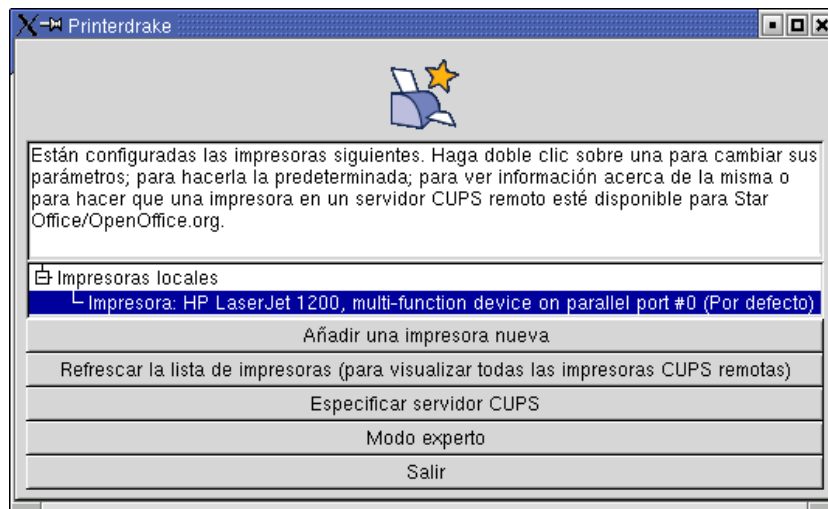 Printerdrake
Están configuradas las impresoras siguientes. Haga doble clic sobre una para cambiar sus
parámetros; para hacerla la predeterminada; para ver información acerca de la misma o
para hacer que una impresora en un servidor CUPS remoto esté disponible para Star
Office/OpenOffice.org.
Impresoras locales
Impresora: HP LaserJet 1200, multi-function device on parallel port #0 (Por defecto)
Añadir una impresora nueva
Refrescar la lista de impresoras (para visualizar todas las impresoras CUPS remotas)
Especificar servidor CUPS
Modo experto
Salir